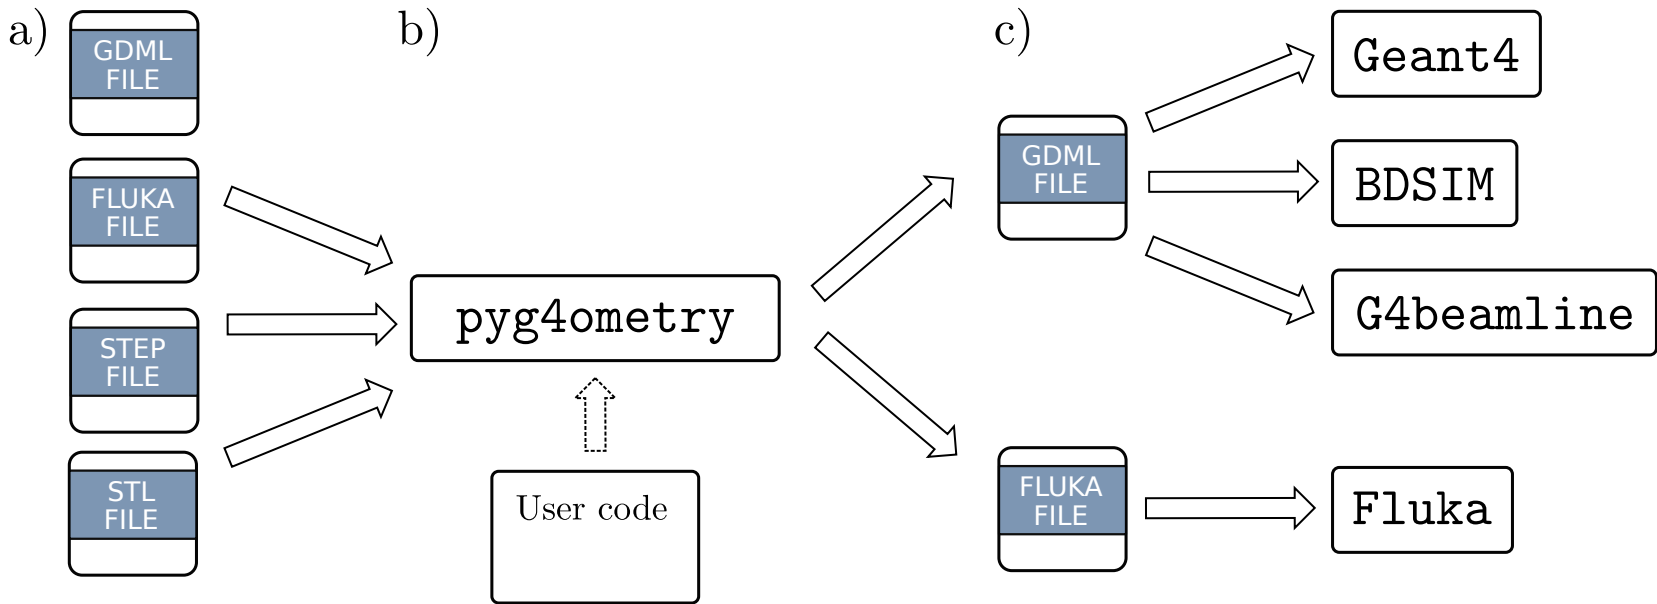 a)
GDML
FILE
FLUKA
FILE
STEP
FILE
STL
FILE
b)
pyg4ometry
User code
c)
GDML
FILE
FLUKA
FILE
Geant4
BDSIM
G4beamline
Fluka